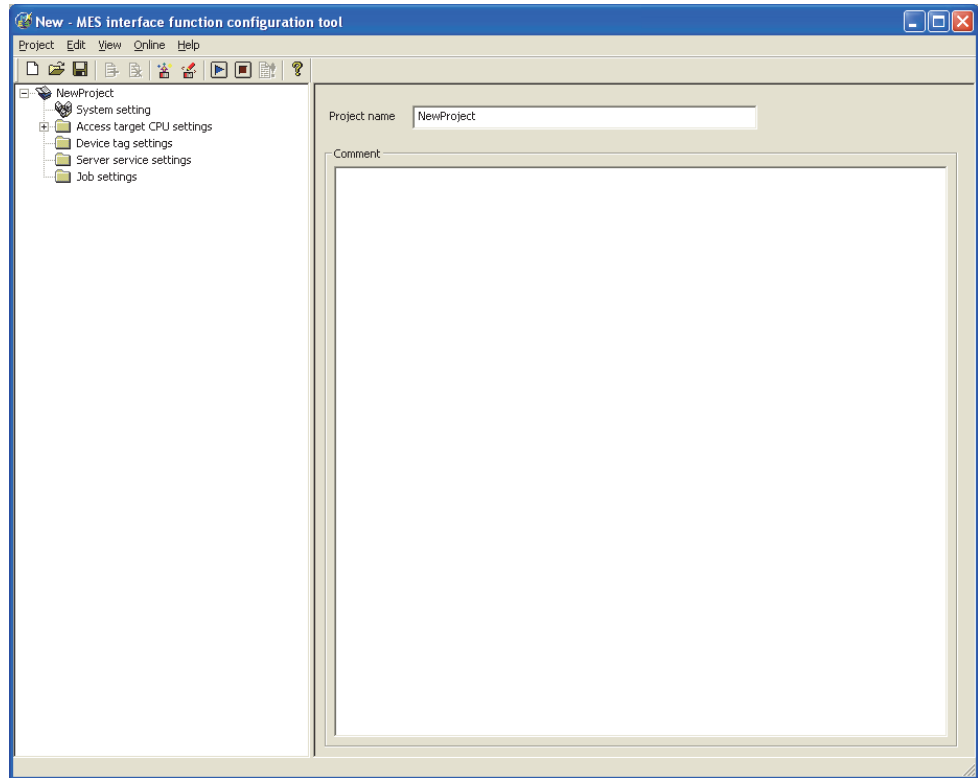 New - MES interface function configuration tool
Project Edit View Online Help
NewProject
System setting
Access target CPU settings
Device tag settings
Server service settings
Job settings
Project name NewProject
Comment